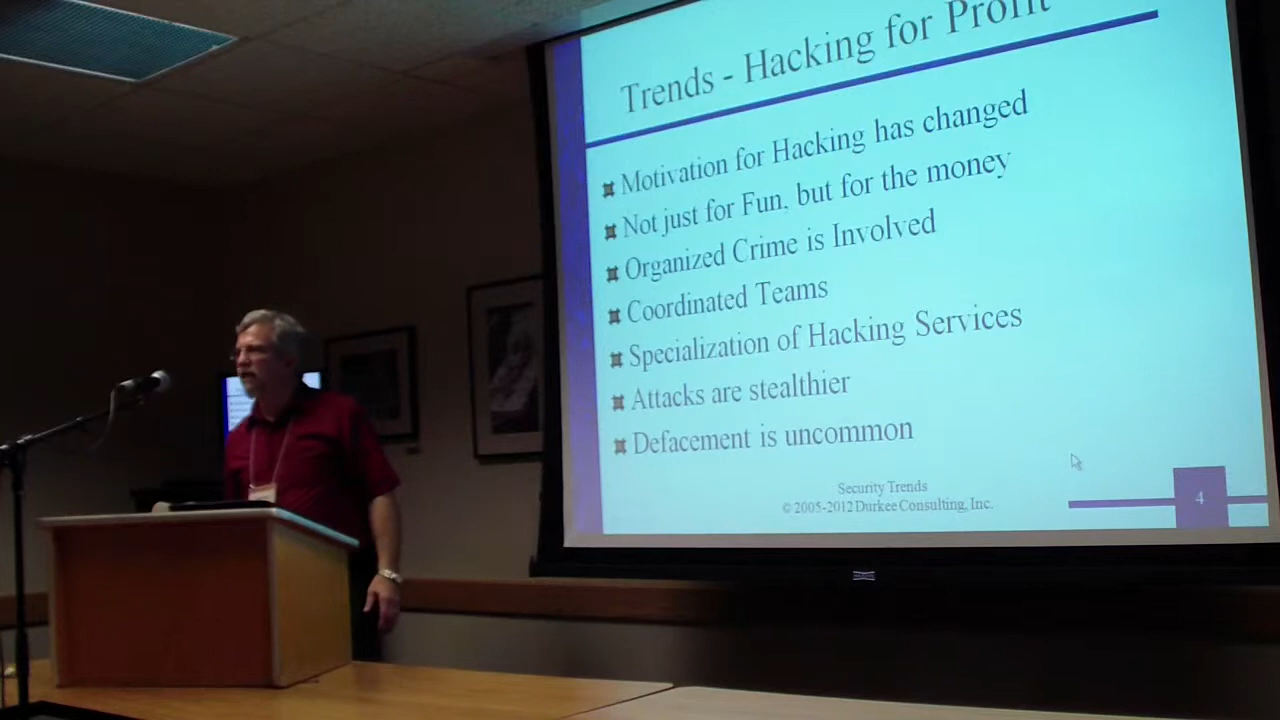 Trends - Hacking for Profit
Motivation for Hacking has changed
Not just for Fun, but for the money
Organized Crime is Involved
Coordinated Teams
Specialization of Hacking Services
Attacks are stealthier
Defacement is uncommon
Security Trends
© 2005-2012 Durkee Consulting, Inc.
4